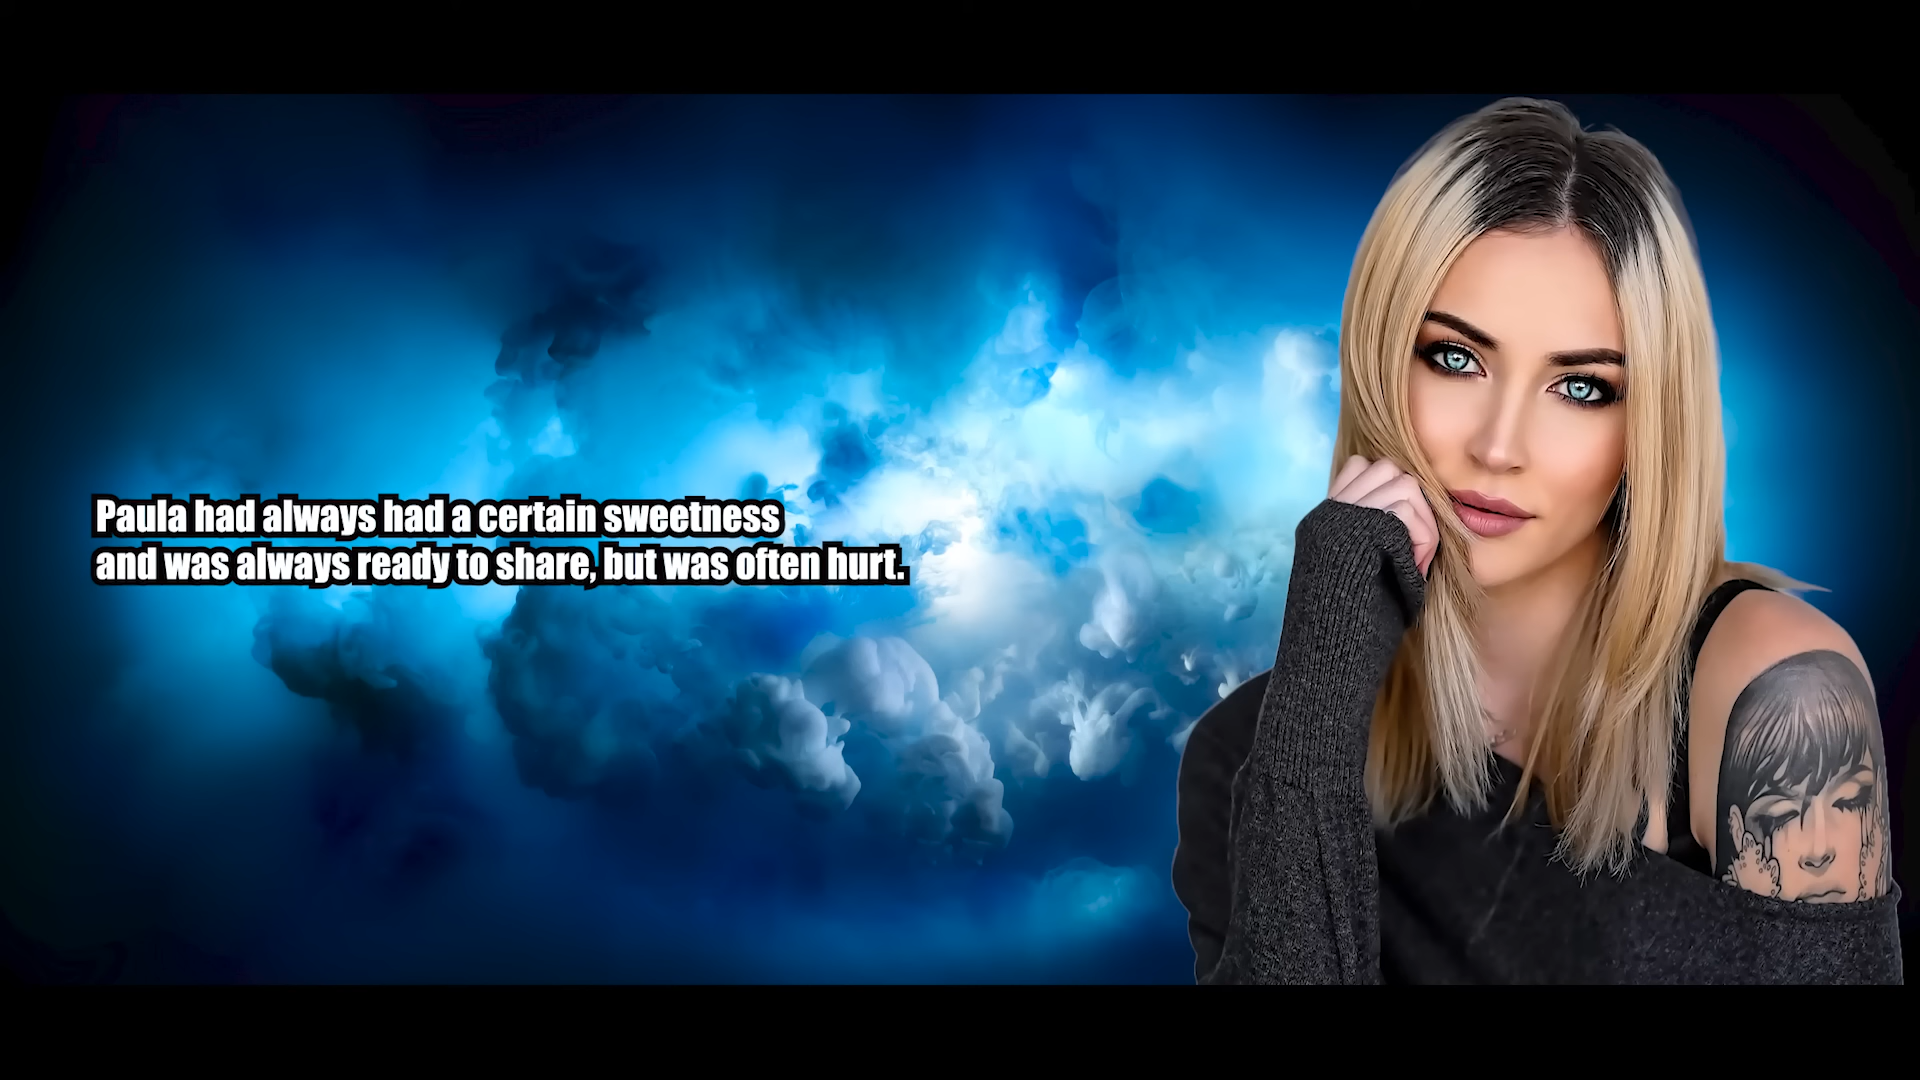 Paula had always had a certain sweetness
and was always ready to share, but was often hurt.